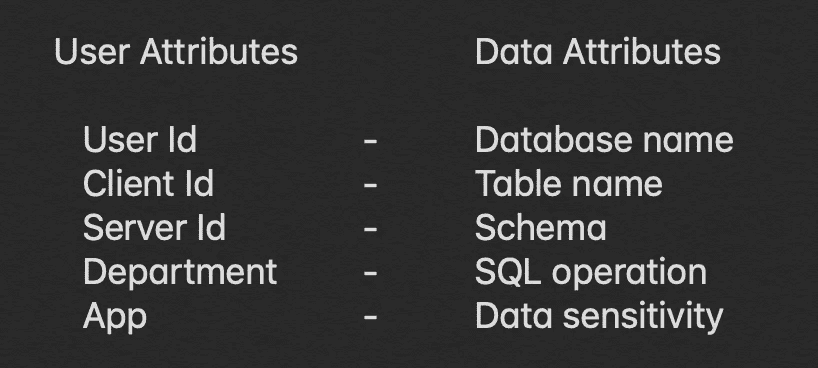 User Attributes Data Attributes
User Id - Database name
Client Id - Table name
Server Id - Schema
Department - SQL operation
App - Data sensitivity